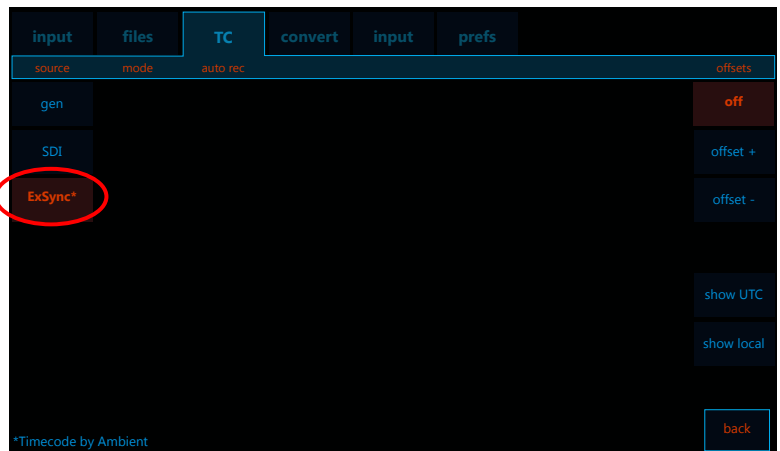 input files TC convert input prefs
source mode auto rec offsets
gen off
SDI offset +
ExSync* offset -
show UTC
show local
back
*Timecode by Ambient